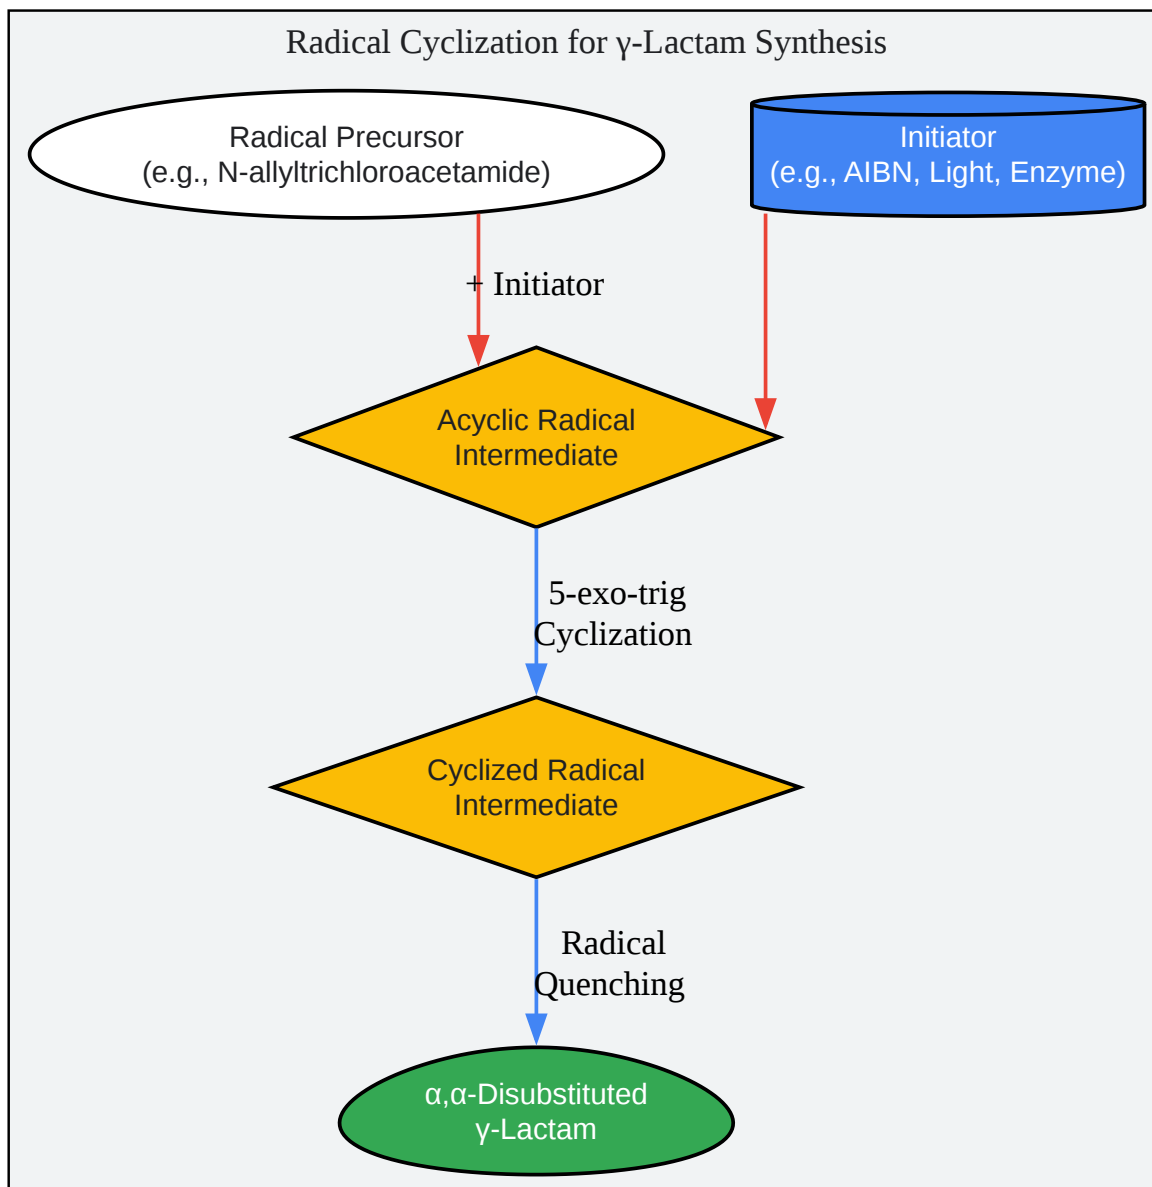 Radical Cyclization for γ-Lactam Synthesis
Radical Precursor
(e.g., N-allyltrichloroacetamide)
Initiator
(e.g., AIBN, Light, Enzyme)
+ Initiator
Acyclic Radical
Intermediate
5-exo-trig
Cyclization
Cyclized Radical
Intermediate
Radical
Quenching
α,α-Disubstituted
γ-Lactam